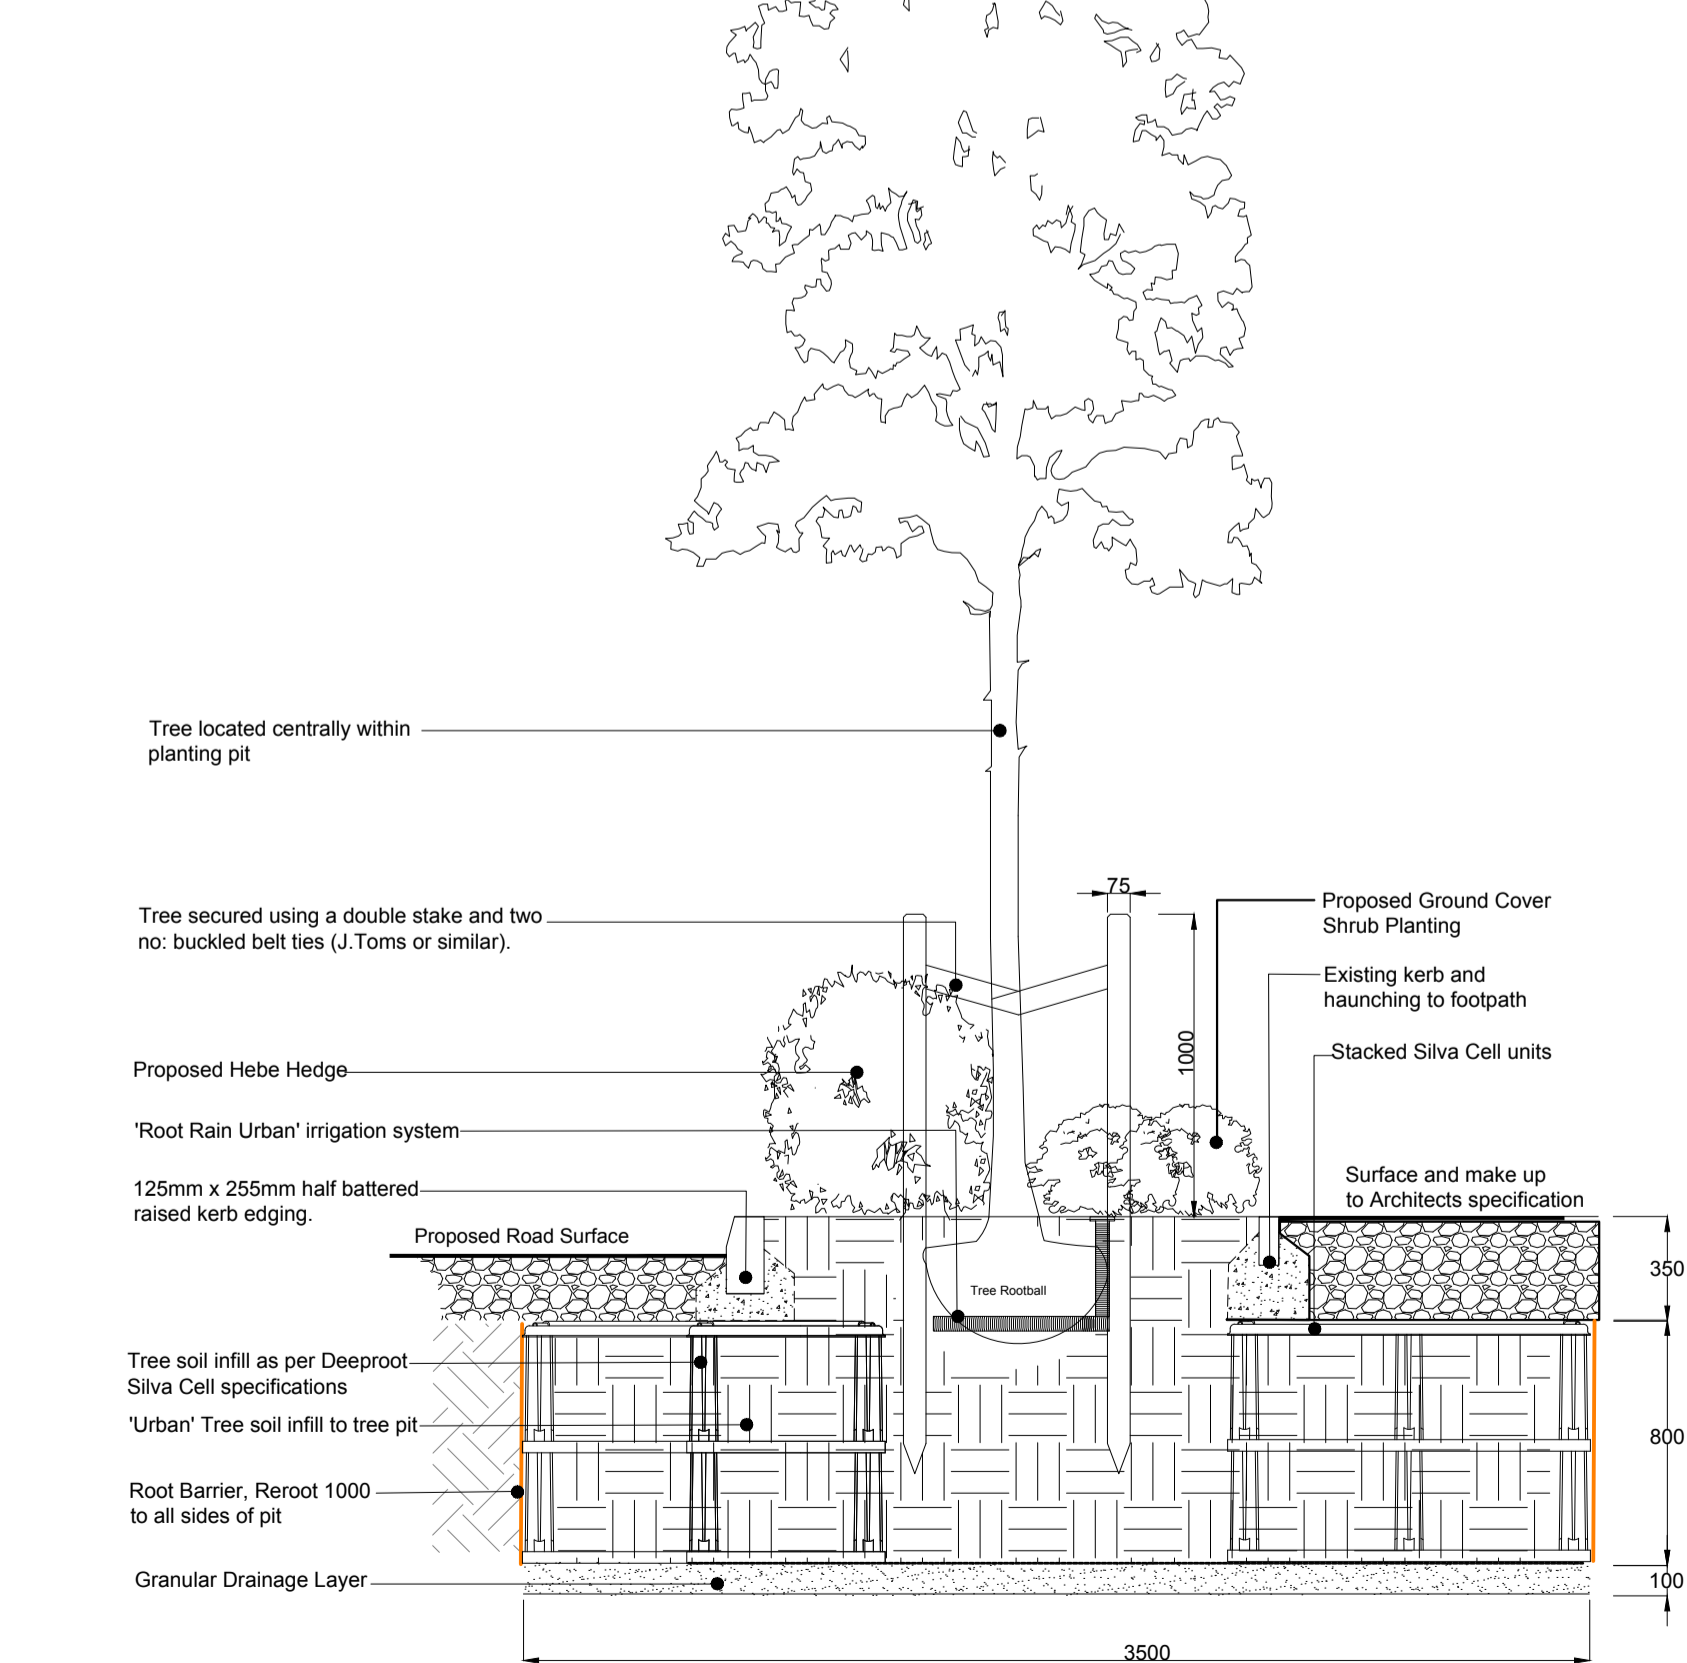 Tree located centrally within
planting pit
75
Tree secured using a double stake and two
no: buckled belt ties (J.Toms or similar).
Proposed Ground Cover
Shrub Planting
Existing kerb and
haunching to footpath
1000
Stacked Silva Cell units
Proposed Hebe Hedge
'Root Rain Urban' irrigation system
125mm x 255mm half battered
raised kerb edging.
Surface and make up
to Architects specification
Proposed Road Surface
350
Tree Rootball
Tree soil infill as per Deeproot
Silva Cell specifications
'Urban' Tree soil infill to tree pit
800
Root Barrier, Reroot 1000
to all sides of pit
Granular Drainage Layer
100
3500